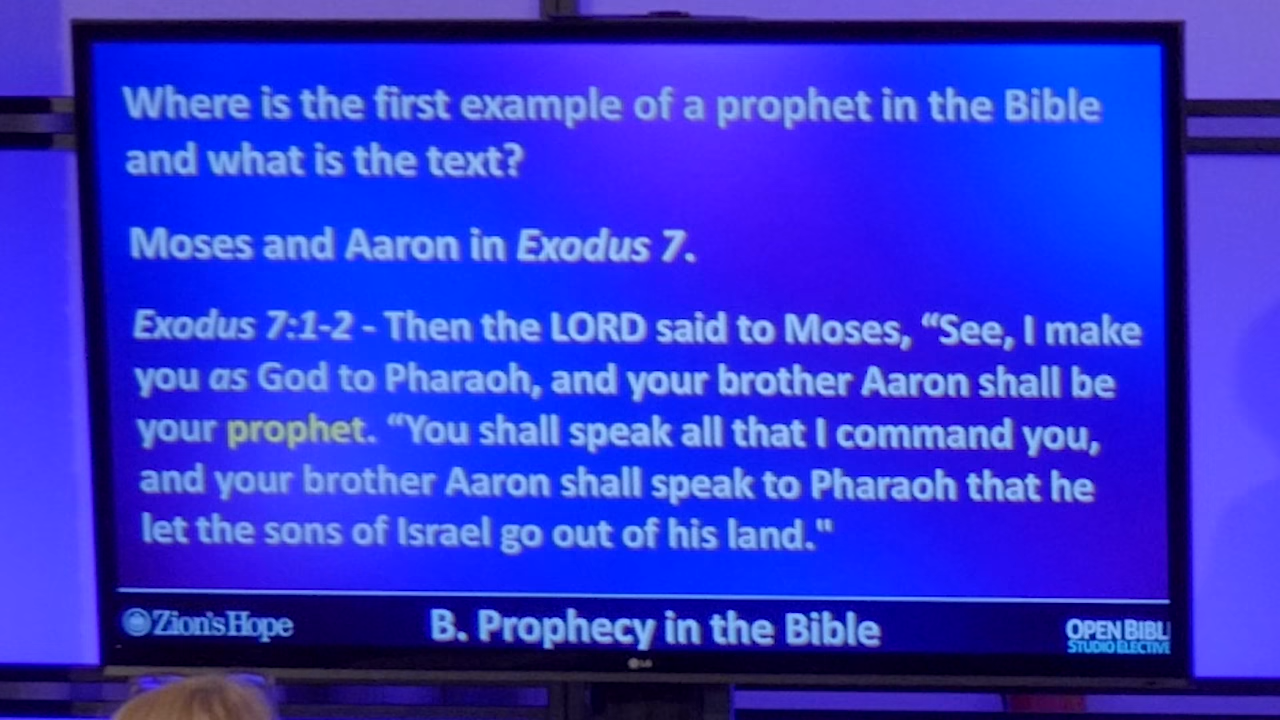 Where is the first example of a prophet in the Bible
and what is the text?
Moses and Aaron in Exodus 7.
Exodus 7:1-2 - Then the LORD said to Moses, “See, I make
you as God to Pharaoh, and your brother Aaron shall be
your prophet. “You shall speak all that I command you,
and your brother Aaron shall speak to Pharaoh that he
let the sons of Israel go out of his land."
Zion's Hope
B. Prophecy in the Bible
OPEN BIBL
STUDIO ELECTIVE
LG